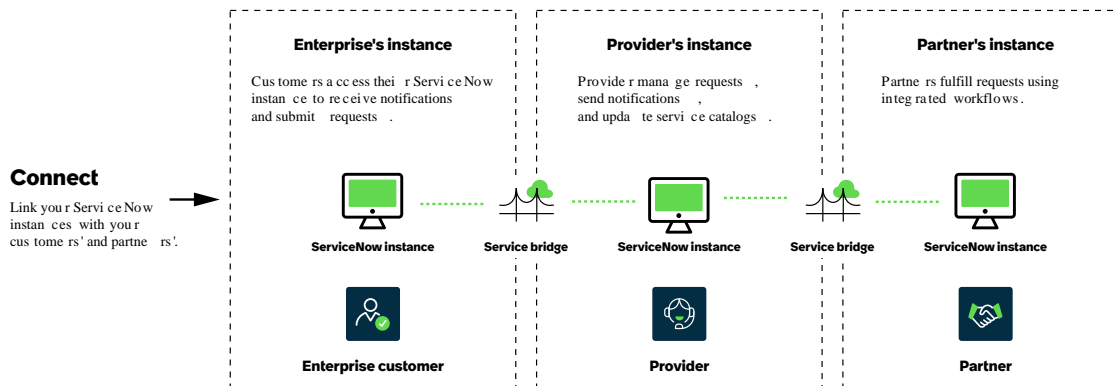 Connect
Link your ServiceNow
instances with your
customers' and partners'.
Enterprise's instance
Customers access their ServiceNow
instance to receive notifications
and submit requests.
ServiceNow instance
Enterprise customer
Service bridge
Provider's instance
Provider manage requests,
send notifications,
and update service catalogs.
ServiceNow instance
Provider
Service bridge
Partner's instance
Partners fulfill requests using
integrated workflows.
ServiceNow instance
Partner